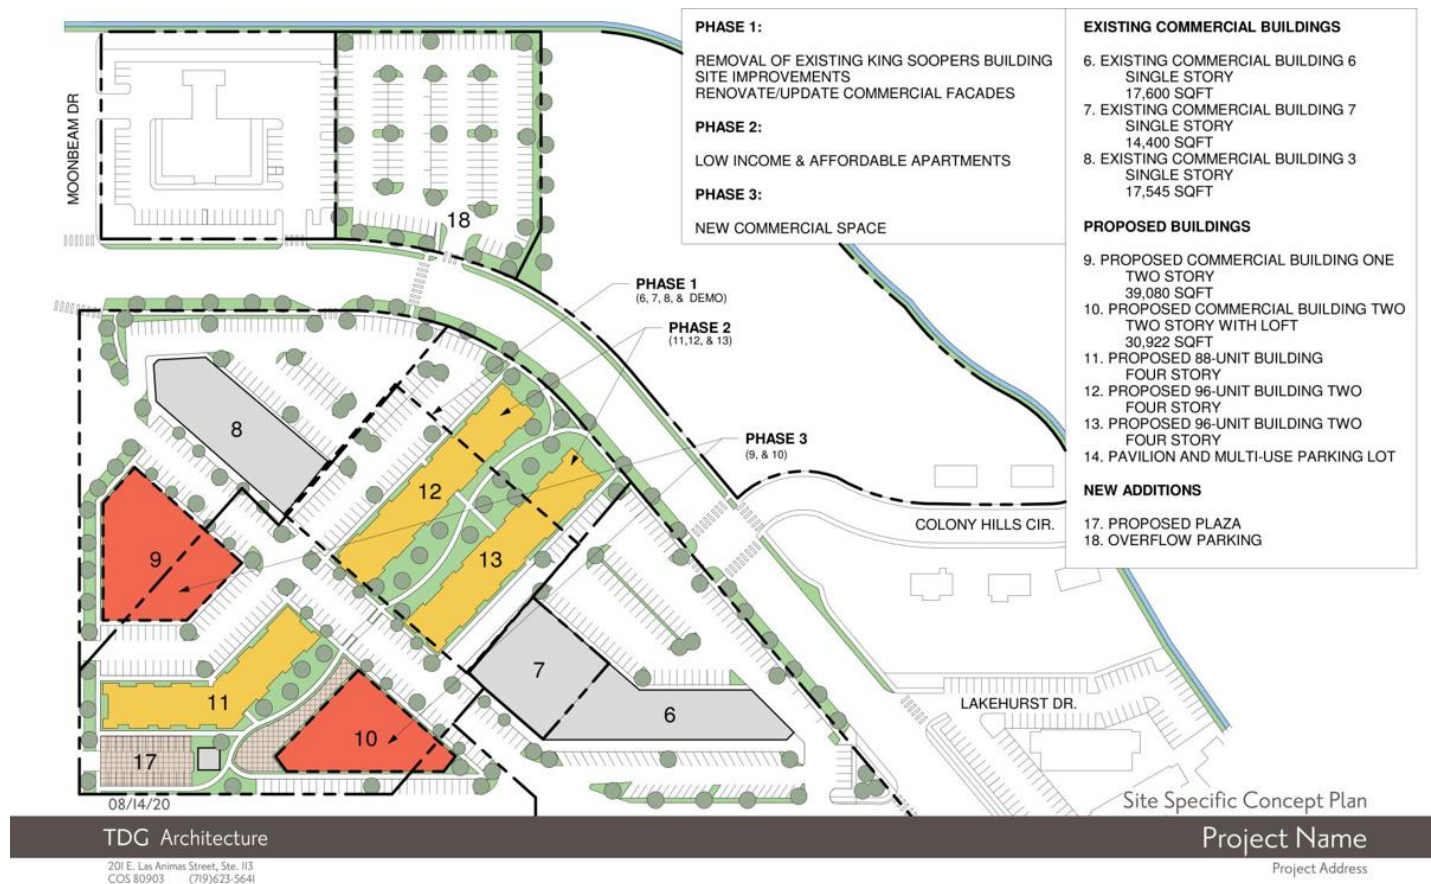 PHASE 1:
REMOVAL OF EXISTING KING SOOPERS BUILDING
SITE IMPROVEMENTS
RENOVATE/UPDATE COMMERCIAL FACADES
PHASE 2:
LOW INCOME & AFFORDABLE APARTMENTS
PHASE 3:
NEW COMMERCIAL SPACE
EXISTING COMMERCIAL BUILDINGS
6. EXISTING COMMERCIAL BUILDING 6
SINGLE STORY
17,600 SQFT
7. EXISTING COMMERCIAL BUILDING 7
SINGLE STORY
14,400 SQFT
8. EXISTING COMMERCIAL BUILDING 3
SINGLE STORY
17,545 SQFT
PROPOSED BUILDINGS
9. PROPOSED COMMERCIAL BUILDING ONE
TWO STORY
39,080 SQFT
10. PROPOSED COMMERCIAL BUILDING TWO
TWO STORY WITH LOFT
30,922 SQFT
11. PROPOSED 88-UNIT BUILDING
FOUR STORY
12. PROPOSED 96-UNIT BUILDING TWO
FOUR STORY
13. PROPOSED 96-UNIT BUILDING TWO
FOUR STORY
14. PAVILION AND MULTI-USE PARKING LOT
NEW ADDITIONS
17. PROPOSED PLAZA
18. OVERFLOW PARKING
MOONBEAM DR
18
PHASE 1
(6, 7, 8, & DEMO)
PHASE 2
(11,12, & 13)
PHASE 3
(9, & 10)
8
12
9
13
7
11
6
10
17
COLONY HILLS CIR.
LAKEHURST DR.
08/14/20
Site Specific Concept Plan
TDG Architecture
Project Name
201 E. Las Animas Street, Ste. 113
COS 80903 (719)623-5641
Project Address